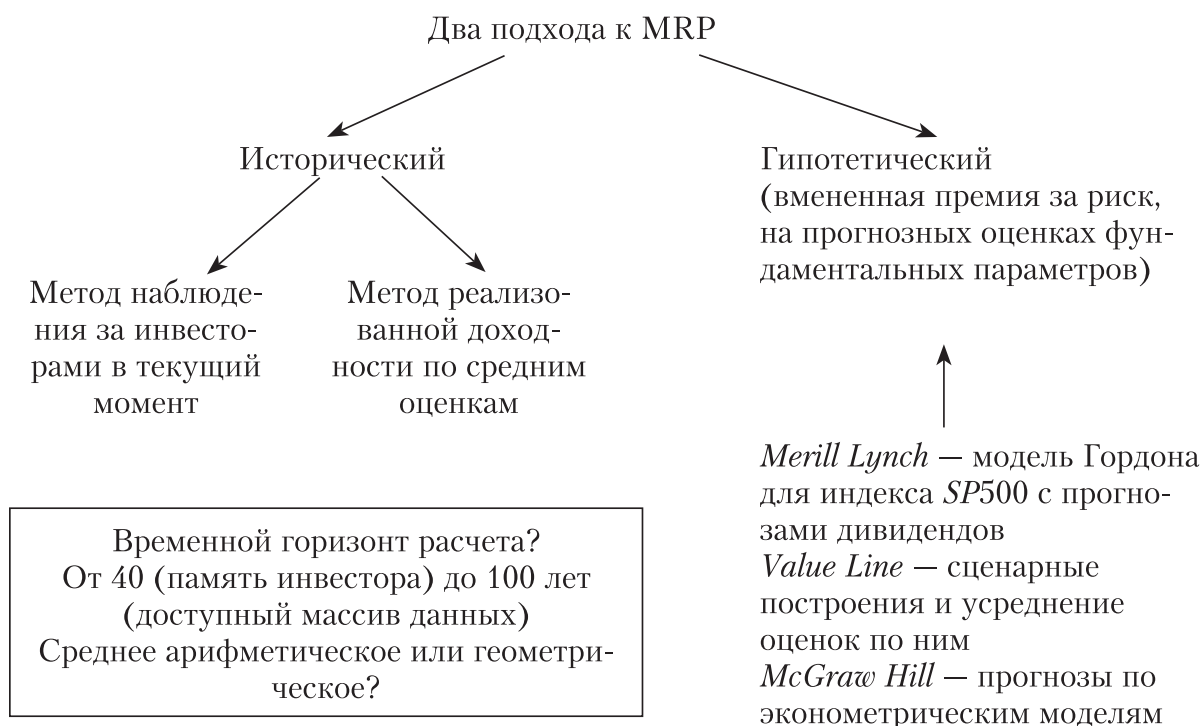 Два подхода к MRP
Исторический
Гипотетический
(вмененная премия за риск,
на прогнозных оценках фун-
даментальных параметров)
Метод наблюде-
ния за инвесто-
рами в текущий
момент
Метод реализо-
ванной доход-
ности по средним
оценкам
Временной горизонт расчета?
От 40 (память инвестора) до 100 лет
(доступный массив данных)
Среднее арифметическое или геометри-
ческое?
Merill Lynch — модель Гордона
для индекса SP500 с прогно-
зами дивидендов
Value Line — сценарные
построения и усреднение
оценок по ним
McGraw Hill — прогнозы по
эконометрическим моделям